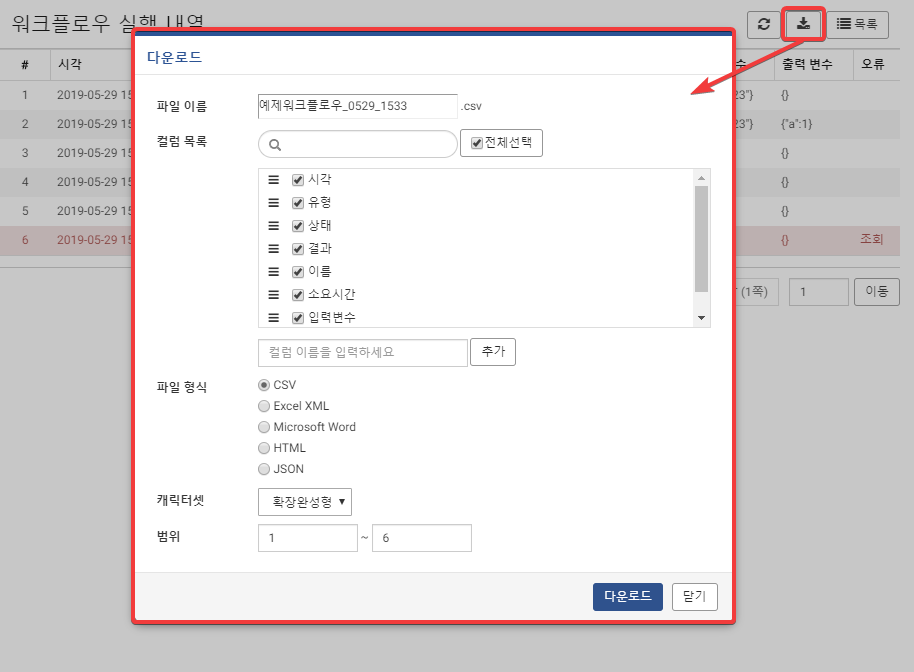 워크플로우 실행 내역
목록
# 시각 출력 변수 오류
1 2019-05-29 15 23"} {}
2 2019-05-29 15 23"} {"a":1}
3 2019-05-29 15 {}
4 2019-05-29 15 {}
5 2019-05-29 15 {}
6 2019-05-29 15 {} 조회
(1쪽) 1 이동
다운로드
파일 이름 예제워크플로우_0529_1533 .csv
컬럼 목록 전체선택
시각
유형
상태
결과
이름
소요시간
입력변수
컬럼 이름을 입력하세요 추가
파일 형식 CSV
Excel XML
Microsoft Word
HTML
JSON
캐릭터셋 확장완성형
범위 1 ~ 6
다운로드 닫기